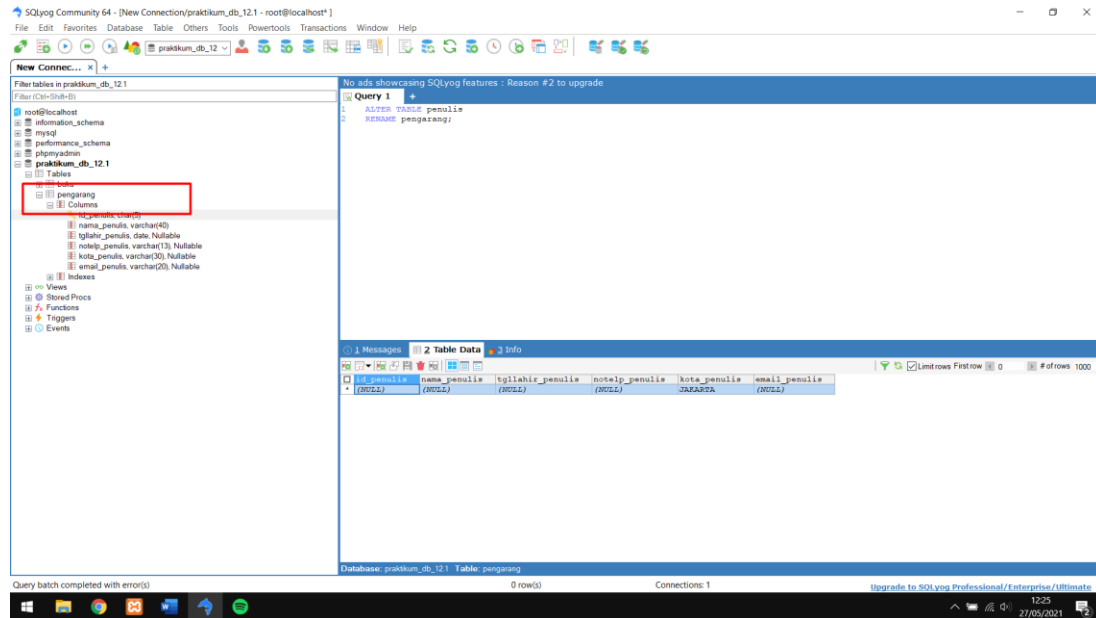 SQLyog Community 64 - [New Connection/praktikum_db_12.1 - root@localhost* ]
File Edit Favorites Database Table Others Tools Powertools Transactions Window Help
praktikum_db_12
New Connec... × +
Filter tables in praktikum_db_12.1
Filter (Ctrl+Shift+B)
root@localhost
information_schema
mysql
performance_schema
phpmyadmin
praktikum_db_12.1
Tables
buku
pengarang
Columns
id_penulis, char(5)
nama_penulis, varchar(40)
tgllahir_penulis, date, Nullable
notelp_penulis, varchar(13), Nullable
kota_penulis, varchar(30), Nullable
email_penulis, varchar(20), Nullable
Indexes
Views
Stored Procs
Functions
Triggers
Events
No ads showcasing SQLyog features : Reason #2 to upgrade
Query 1 +
1 ALTER TABLE penulis
2 RENAME pengarang;
1 Messages 2 Table Data 3 Info
Limit rows First row 0 # of rows 1000
id_penulis nama_penulis tgllahir_penulis notelp_penulis kota_penulis email_penulis
* (NULL) (NULL) (NULL) (NULL) JAKARTA (NULL)
Database: praktikum_db_12.1 Table: pengarang
Query batch completed with error(s) 0 row(s) Connections: 1 Upgrade to SQLyog Professional/Enterprise/Ultimate
12:25
27/05/2021
2